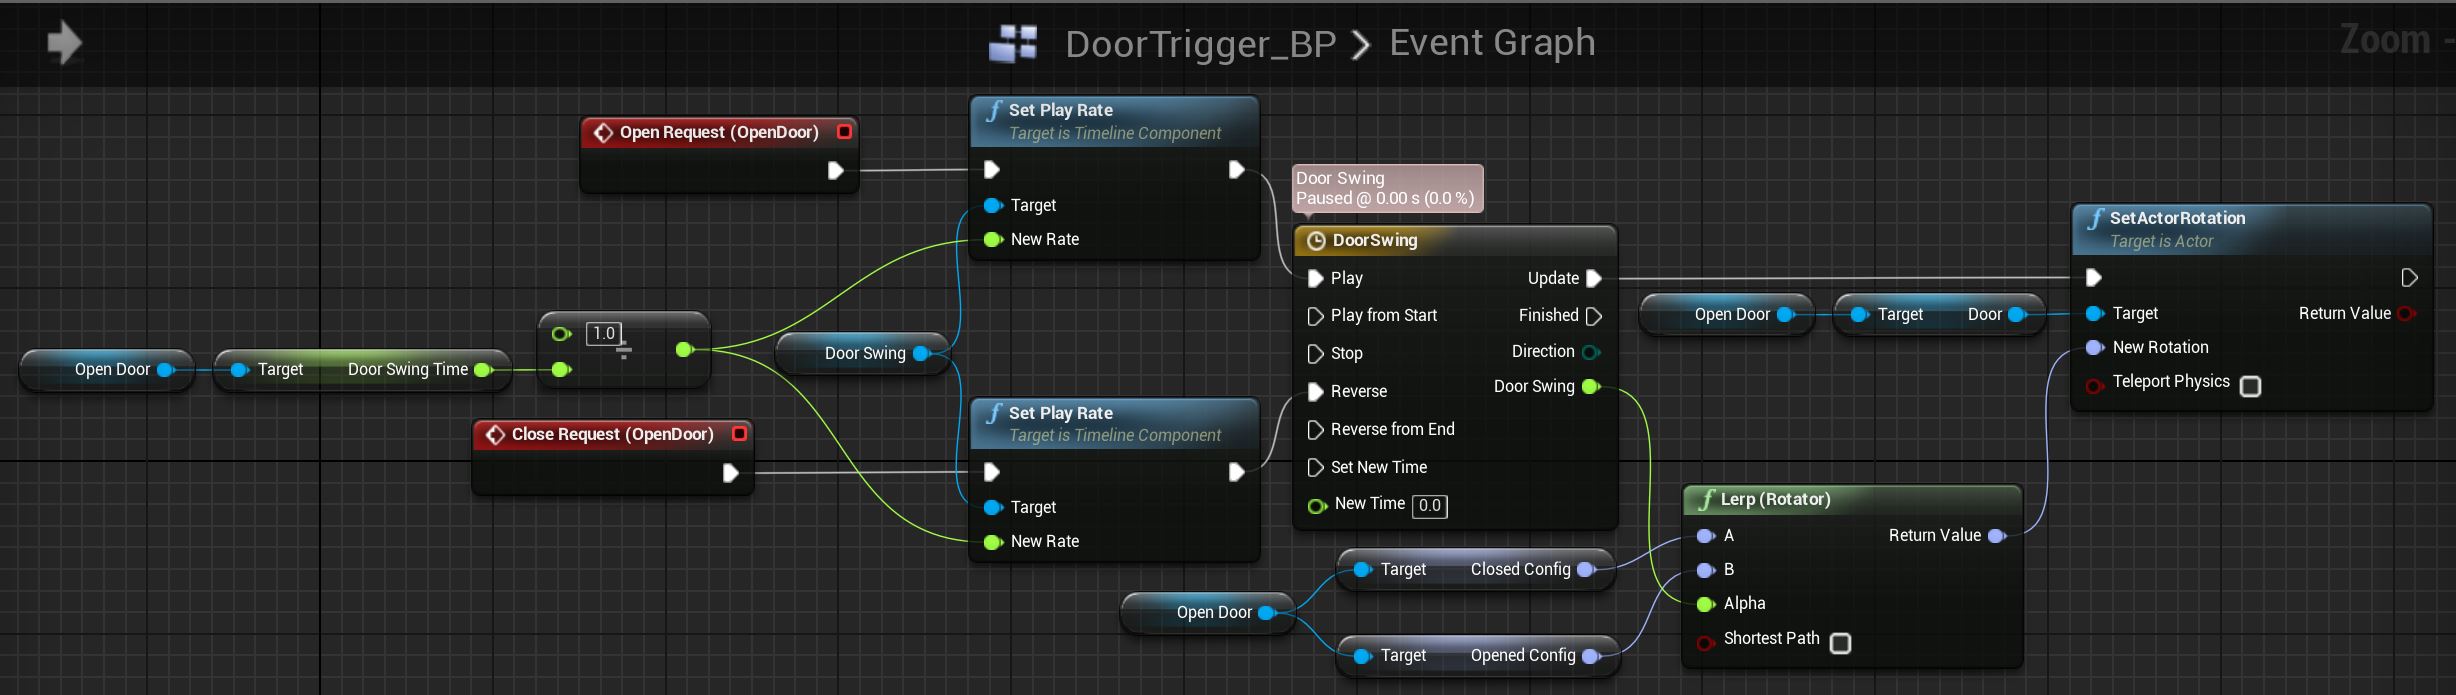 DoorTrigger_BP > Event Graph
Zoom -
Open Request (OpenDoor)
f Set Play Rate
Target is Timeline Component
Target
New Rate
Door Swing
Paused @ 0.00 s (0.0 %)
DoorSwing
Play Update
Play from Start Finished
Stop Direction
Reverse Door Swing
Reverse from End
Set New Time
New Time 0.0
f SetActorRotation
Target is Actor
Target Return Value
New Rotation
Teleport Physics
Open Door
Target Door
Open Door
Target Door Swing Time
1.0
÷
Door Swing
Close Request (OpenDoor)
f Set Play Rate
Target is Timeline Component
Target
New Rate
Open Door
Target Closed Config
Target Opened Config
f Lerp (Rotator)
A Return Value
B
Alpha
Shortest Path